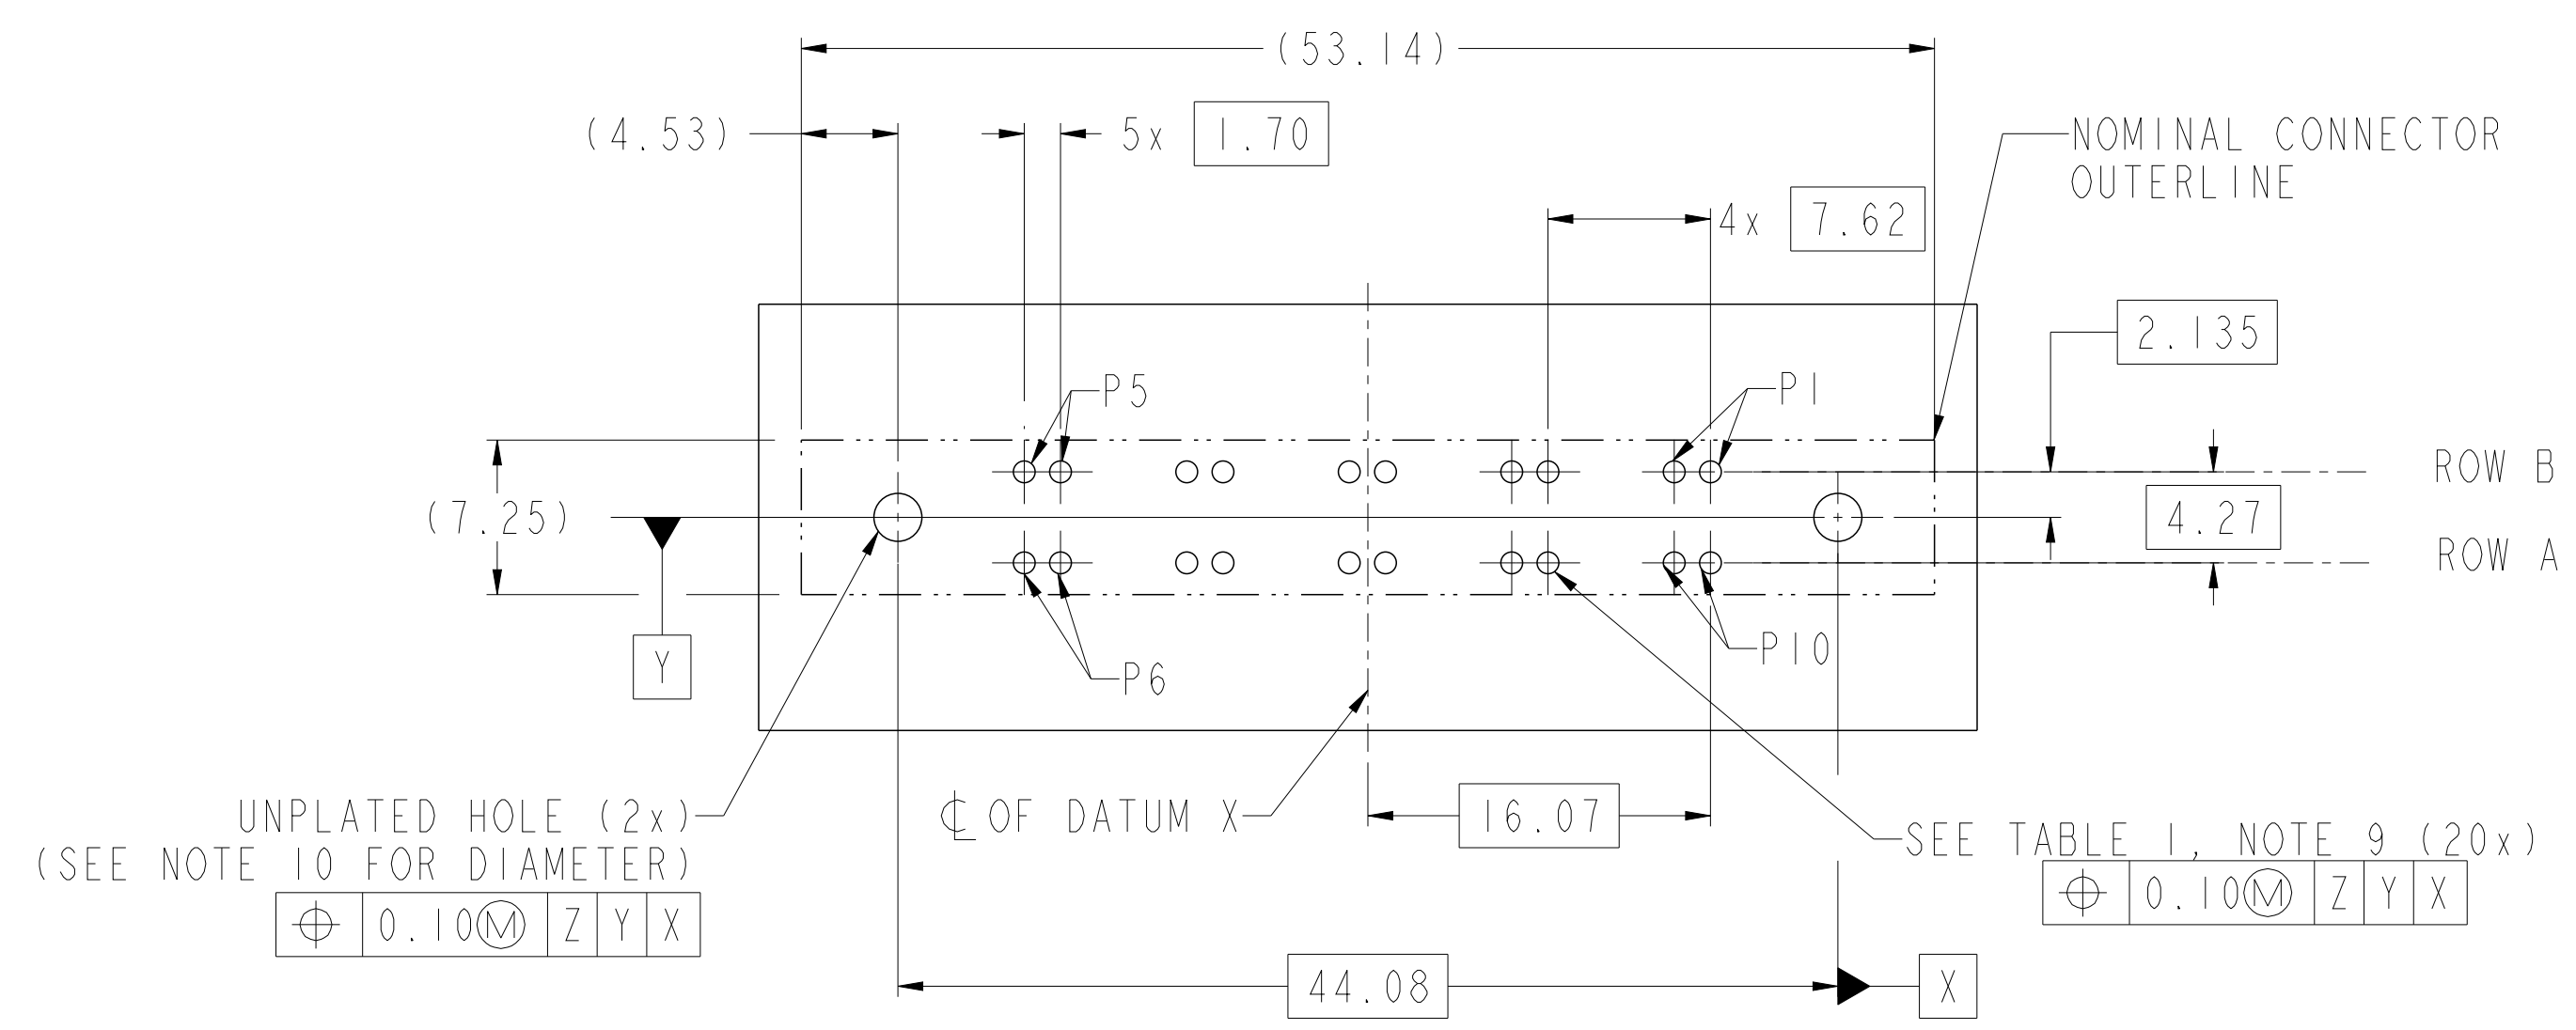 (53.14)
(4.53)
5x 1.70
NOMINAL CONNECTOR
OUTERLINE
4x 7.62
2.135
P5
P1
ROW B
(7.25)
4.27
ROW A
Y
P6
P10
UNPLATED HOLE (2x)
(SEE NOTE 10 FOR DIAMETER)
⌖ 0.10Ⓜ Z Y X
℄ OF DATUM X
16.07
SEE TABLE 1, NOTE 9 (20x)
⌖ 0.10Ⓜ Z Y X
44.08
X